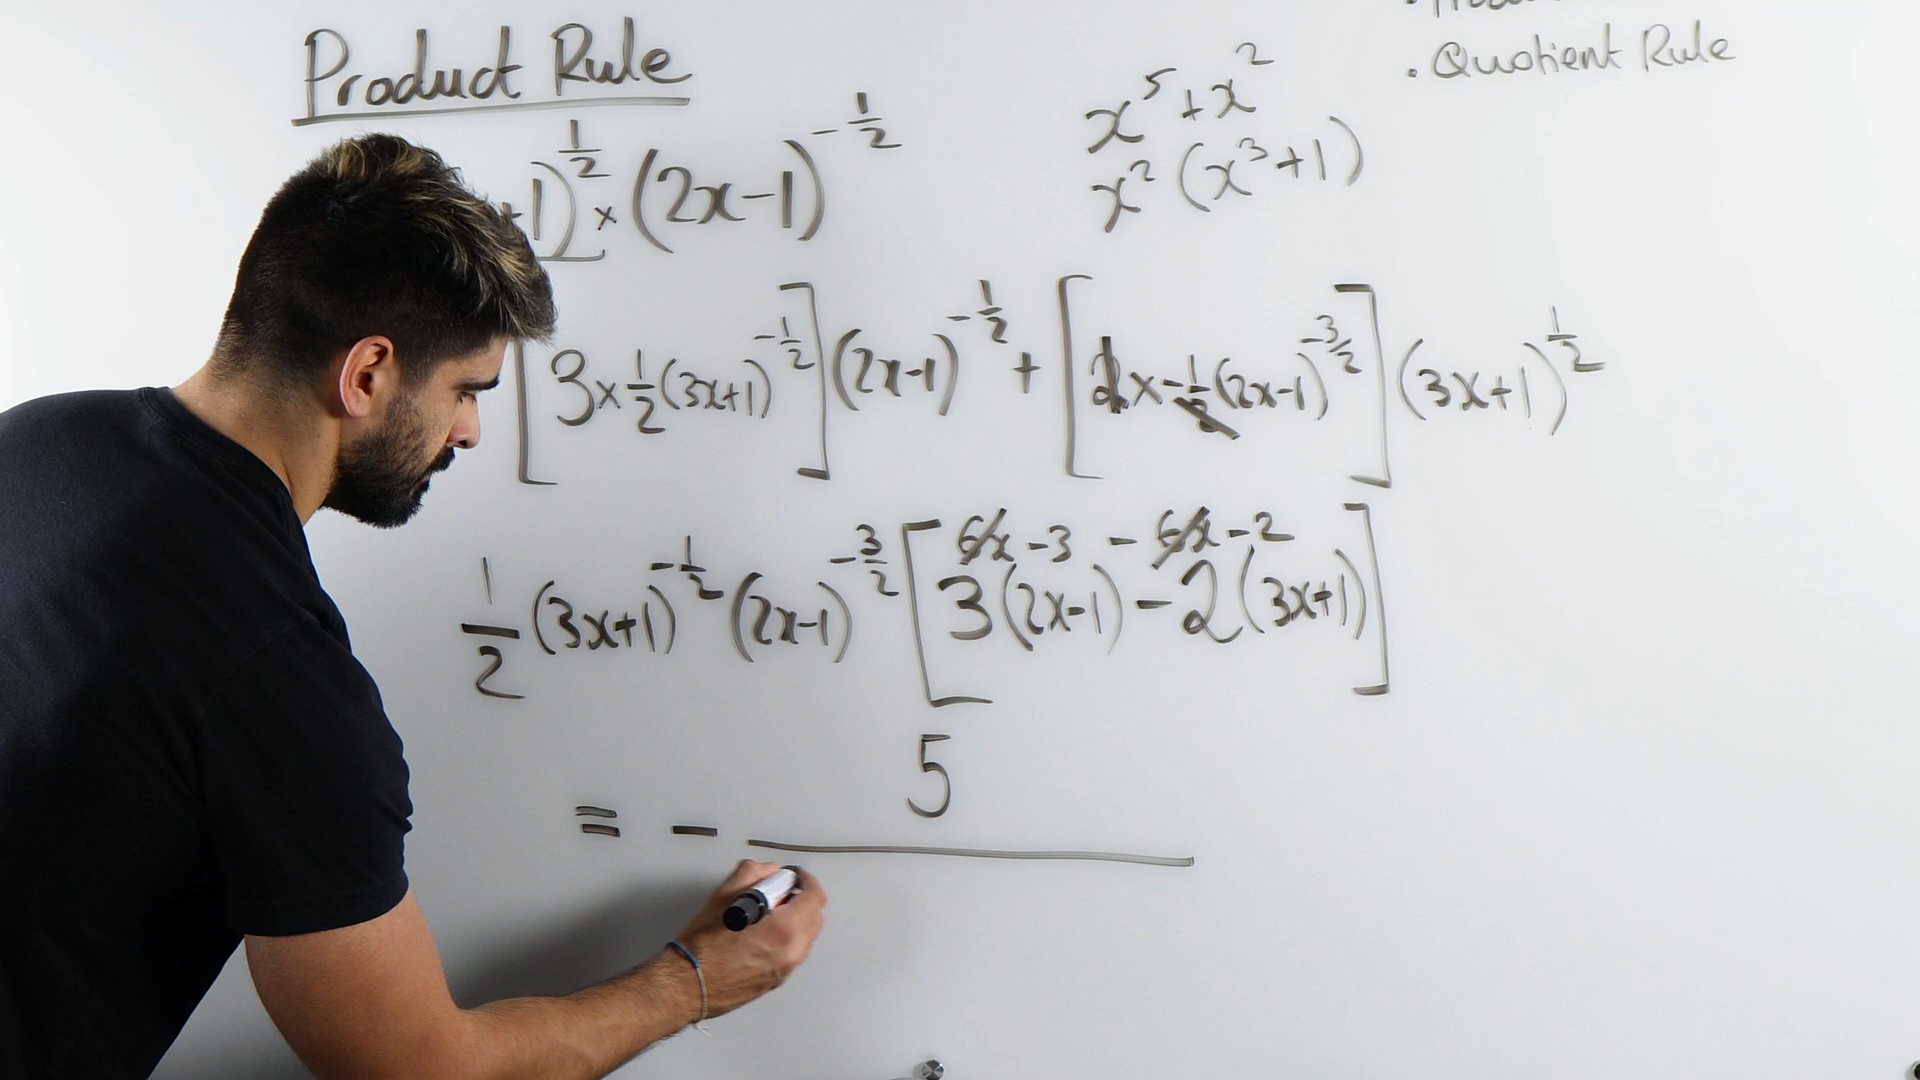 Product Rule
· Quotient Rule
x^5 + x^2
x^2 (x^3 + 1)
+1)^{1/2} × (2x-1)^{-1/2}
[3 × 1/2 (3x+1)^{-1/2}] (2x-1)^{-1/2} + [2 × -1/2 (2x-1)^{-3/2}] (3x+1)^{1/2}
6x - 3 - 6x - 2
1/2 (3x+1)^{-1/2} (2x-1)^{-3/2} [3(2x-1) - 2(3x+1)]
5
= -